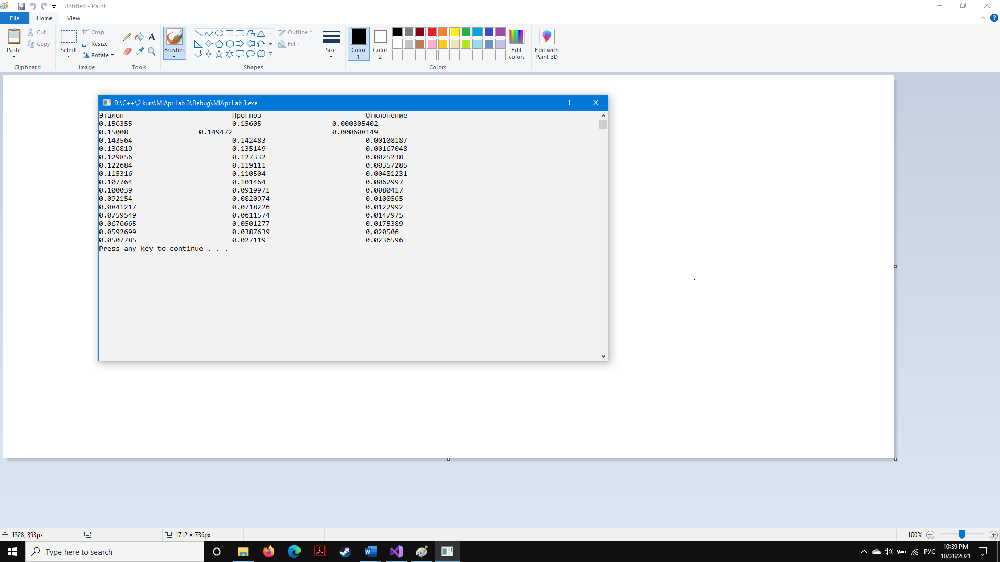 Untitled - Paint
File Home View
Paste Cut Copy Clipboard
Select Crop Resize Rotate Image
Tools
Brushes
Outline Fill Shapes
Size
Color 1 Color 2 Edit colors Colors
Edit with Paint 3D
D:\C++\2 kurs\MlApr Lab 3\Debug\MlApr Lab 3.exe
Эталон Прогноз Отклонение
0.156355 0.15605 0.000305402
0.15008 0.149472 0.000608149
0.143564 0.142483 0.00108187
0.136819 0.135149 0.00167048
0.129856 0.127332 0.0025238
0.122684 0.119111 0.00357285
0.115316 0.110504 0.00481231
0.107764 0.101464 0.0062997
0.100039 0.0919971 0.0080417
0.092154 0.0820974 0.0100565
0.0841217 0.0718226 0.0122992
0.0759549 0.0611574 0.0147975
0.0676665 0.0501277 0.0175389
0.0592699 0.0387639 0.020506
0.0507785 0.027119 0.0236596
Press any key to continue . . .
1328, 393px 1712 × 736px 100%
Type here to search
РУС
10:39 PM
10/28/2021